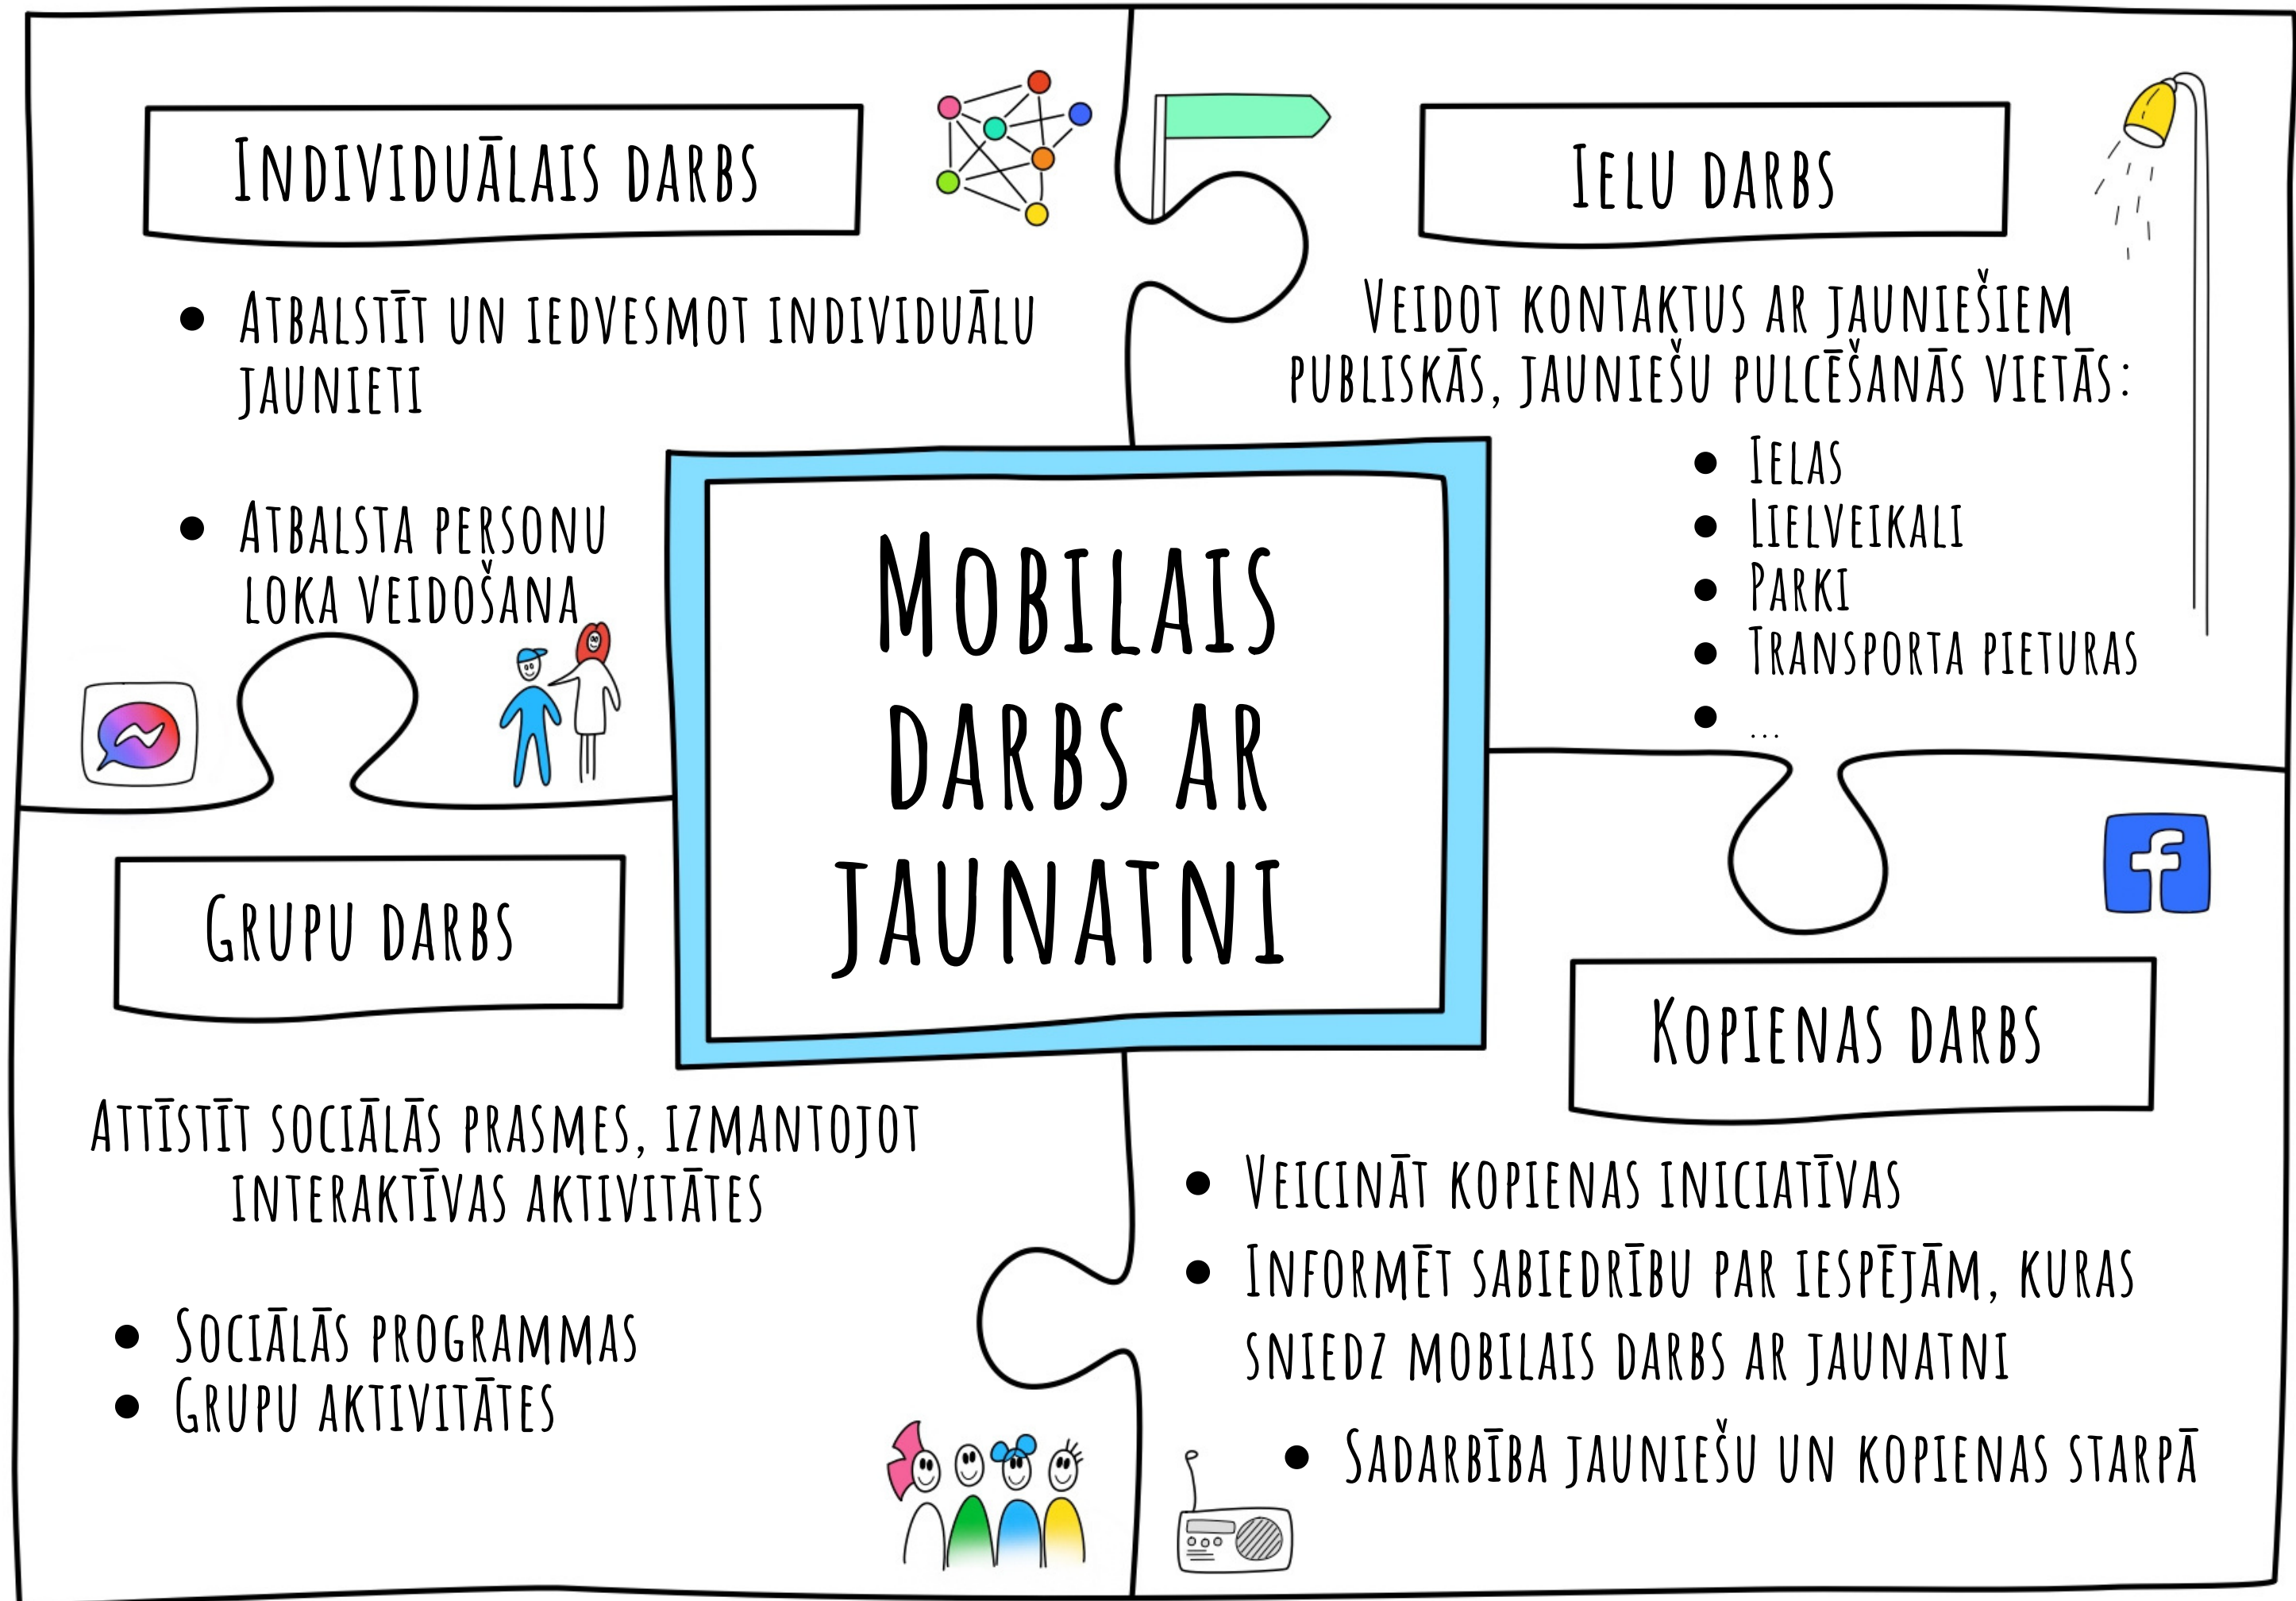 Individuālais darbs
Atbalstīt un iedvesmot individuālu
jaunieti
Atbalsta personu
loka veidošana
Ielu darbs
Veidot kontaktus ar jauniešiem
publiskās, jauniešu pulcēšanās vietās:
Ielas
Lielveikali
Parki
Transporta pieturas
...
Mobilais
darbs ar
jaunatni
Grupu darbs
Attīstīt sociālās prasmes, izmantojot
interaktīvas aktivitātes
Sociālās programmas
Grupu aktivitātes
Kopienas darbs
Veicināt kopienas iniciatīvas
Informēt sabiedrību par iespējām, kuras
sniedz mobilais darbs ar jaunatni
Sadarbība jauniešu un kopienas starpā